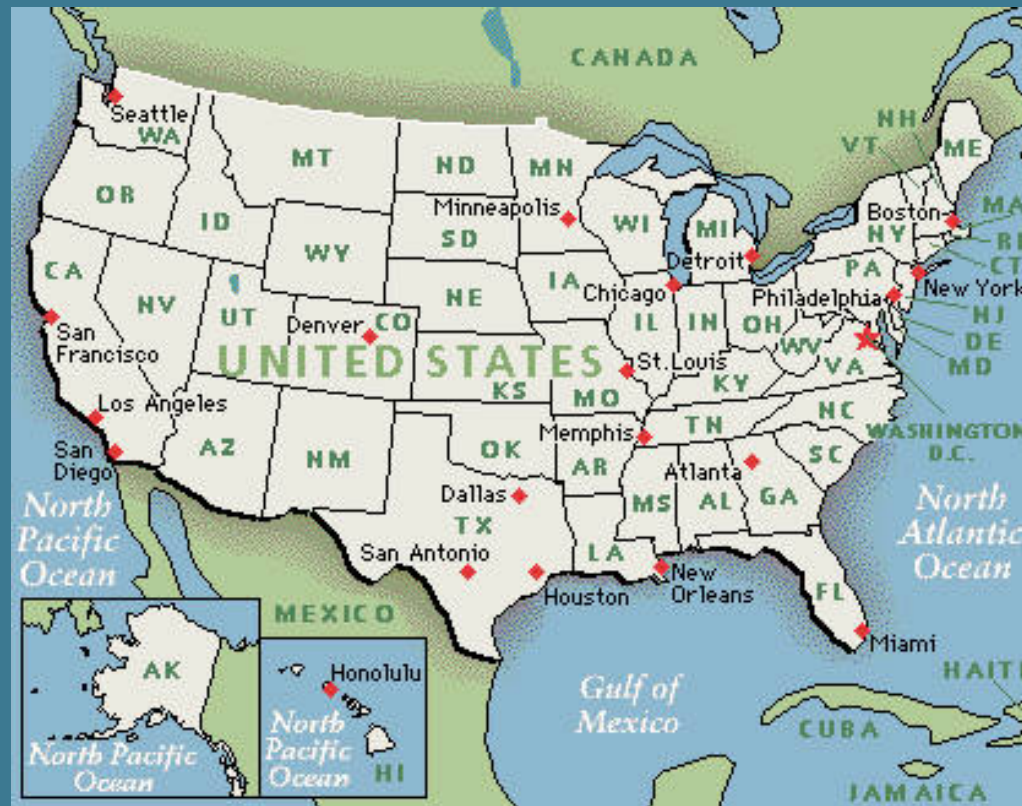 CANADA
NH
Seattle
WA
VT
ME
MT
ND
MN
OR
MA
Minneapolis
Boston
ID
WI
MI
NY
RI
SD
WY
CT
CA
Detroit
PA
IA
NE
Chicago
Philadelphia
New York
NV
UT
Denver
CO
IL
IN
OH
NJ
San
Francisco
WV
DE
UNITED STATES
St.Louis
VA
MD
KY
KS
MO
Los Angeles
NC
TN
WASHINGTON
D.C.
Memphis
San
Diego
AZ
NM
OK
AR
SC
Atlanta
Dallas
MS
AL
GA
North
Pacific
Ocean
North
Atlantic
Ocean
TX
San Antonio
LA
New
Orleans
Houston
FL
MEXICO
Miami
AK
Honolulu
HAITI
Gulf of
Mexico
North
Pacific
Ocean
CUBA
North Pacific
Ocean
HI
JAMAICA